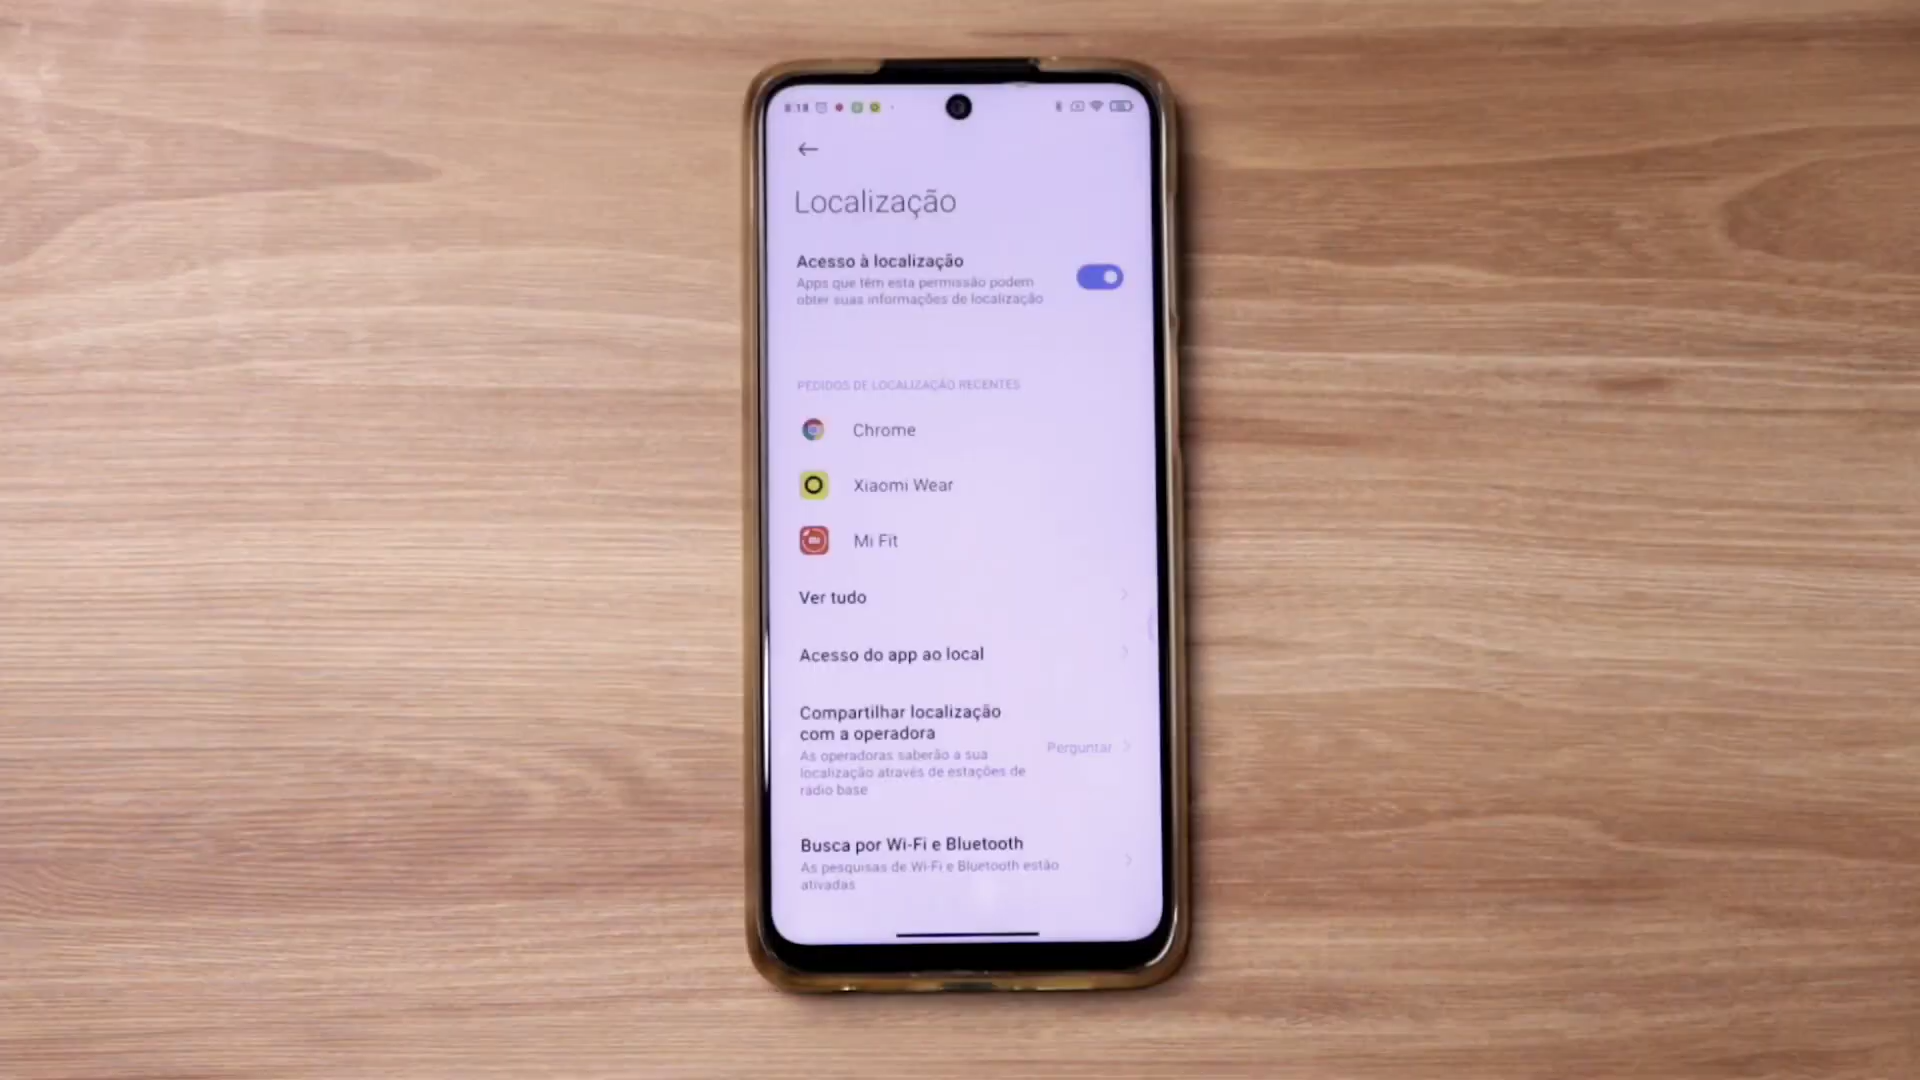 8:18
Localização
Acesso à localização
Apps que têm esta permissão podem
obter suas informações de localização
PEDIDOS DE LOCALIZAÇÃO RECENTES
Chrome
Xiaomi Wear
Mi Fit
Ver tudo
Acesso do app ao local
Compartilhar localização
com a operadora
Perguntar
As operadoras saberão a sua
localização através de estações de
rádio base
Busca por Wi-Fi e Bluetooth
As pesquisas de Wi-Fi e Bluetooth estão
ativadas